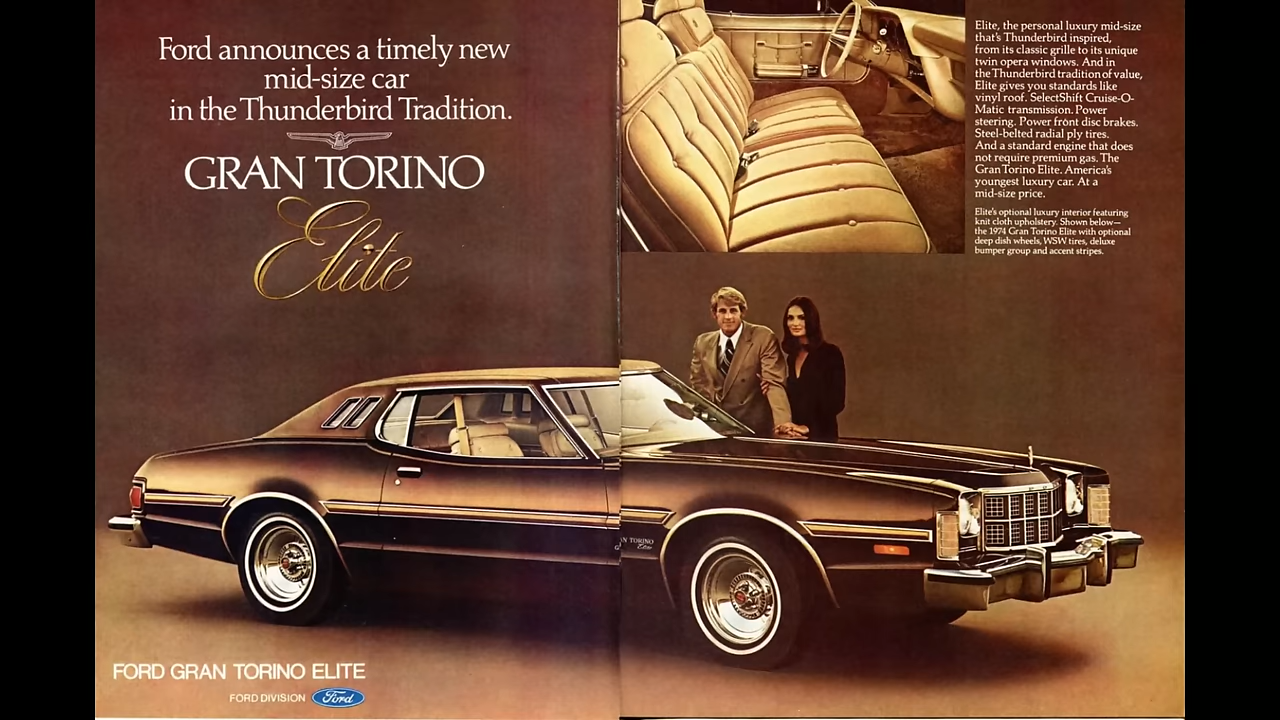 Ford announces a timely new
mid-size car
in the Thunderbird Tradition.
GRAN TORINO
Elite
Elite, the personal luxury mid-size
that's Thunderbird inspired,
from its classic grille to its unique
twin opera windows. And in
the Thunderbird tradition of value,
Elite gives you standards like
vinyl roof. SelectShift Cruise-O-
Matic transmission. Power
steering. Power front disc brakes.
Steel-belted radial ply tires.
And a standard engine that does
not require premium gas. The
Gran Torino Elite. America's
youngest luxury car. At a
mid-size price.
Elite's optional luxury interior featuring
knit cloth upholstery. Shown below—
the 1974 Gran Torino Elite with optional
deep dish wheels, WSW tires, deluxe
bumper group and accent stripes.
TORINO
Elite
FORD GRAN TORINO ELITE
FORD DIVISION Ford